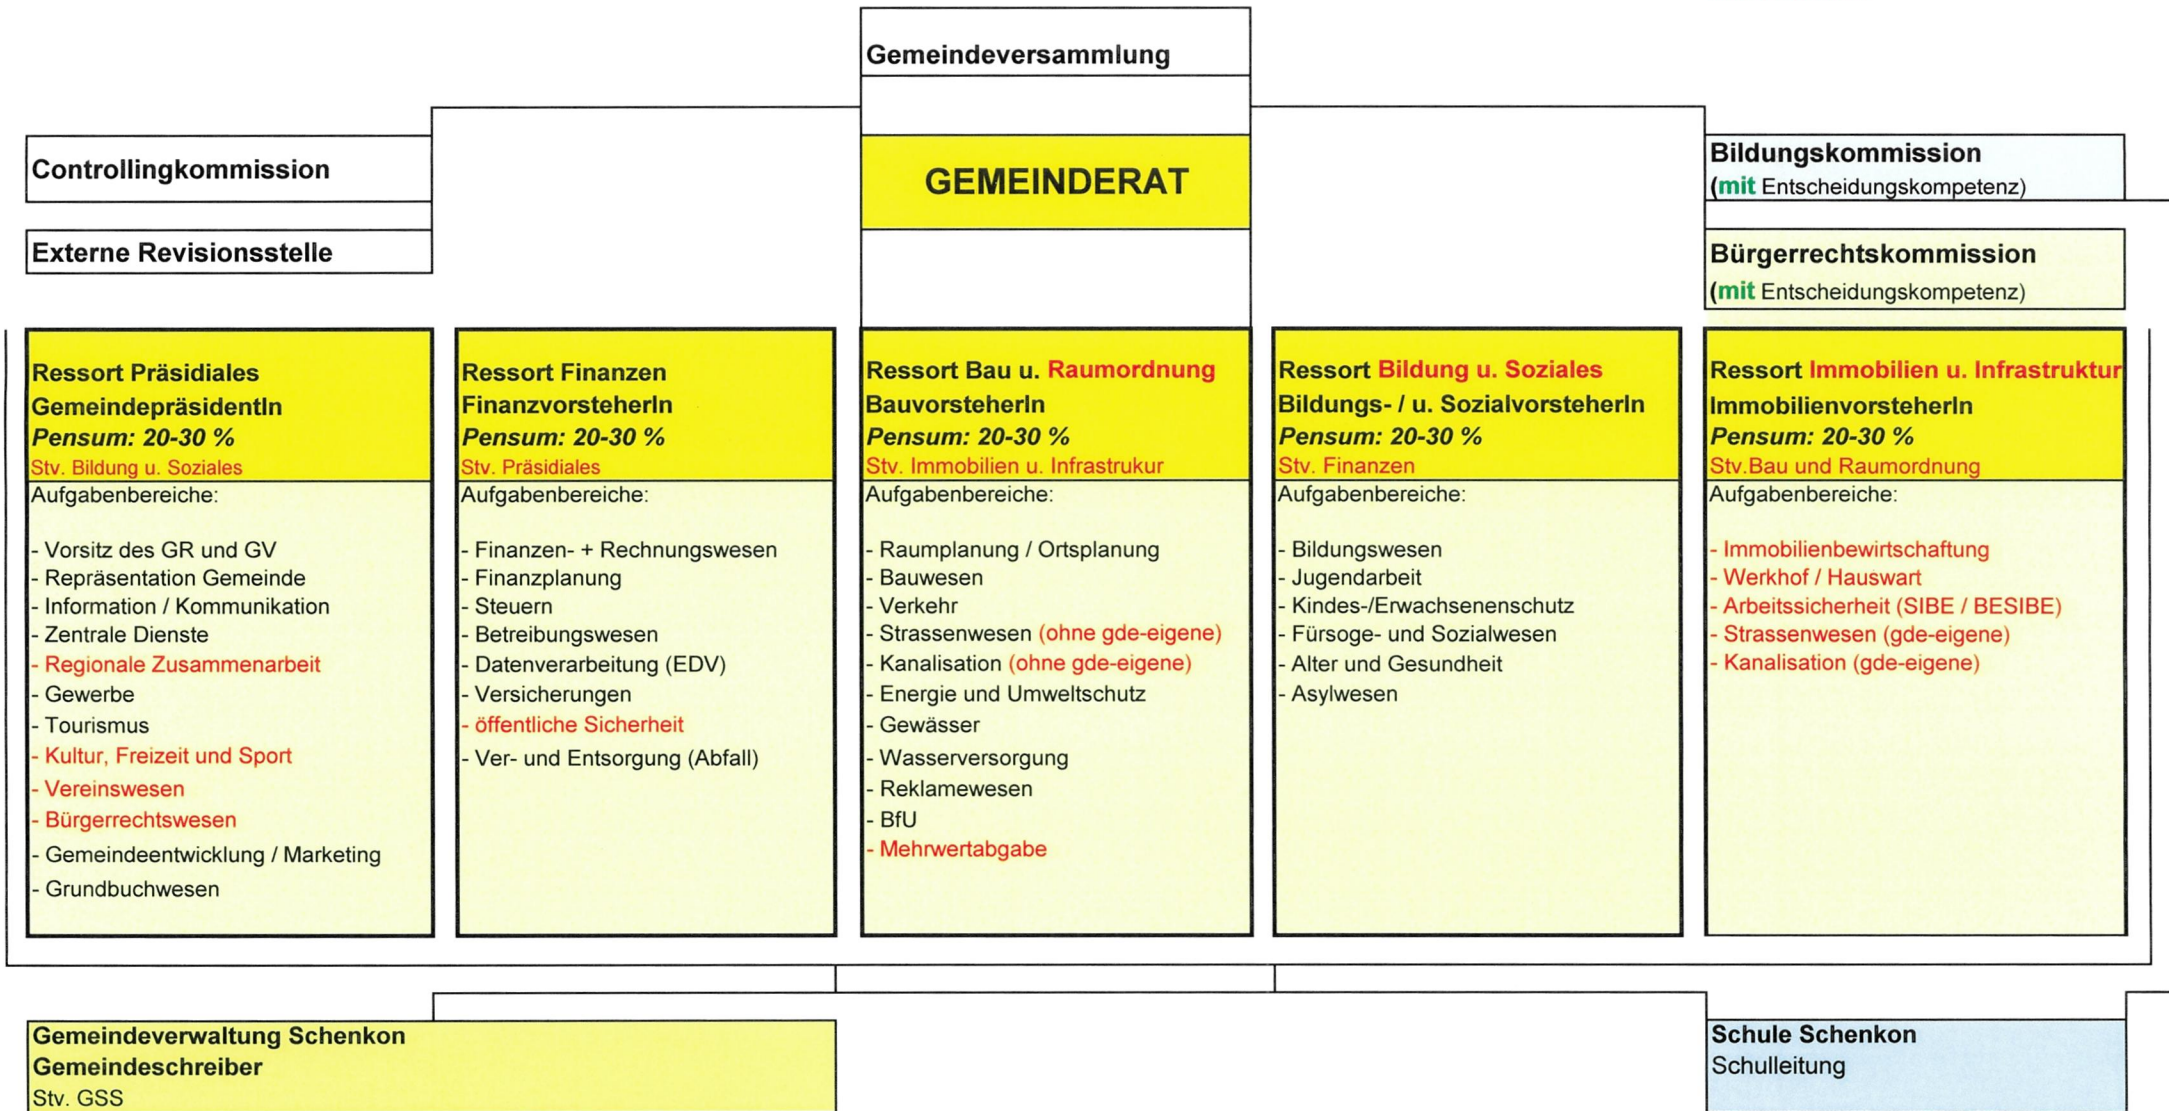 Gemeindeversammlung
GEMEINDERAT
Controllingkommission
Externe Revisionsstelle
Bildungskommission
(mit Entscheidungskompetenz)
Bürgerrechtskommission
(mit Entscheidungskompetenz)
Ressort Präsidiales
GemeindepräsidentIn
Pensum: 20-30 %
Stv. Bildung u. Soziales
Aufgabenbereiche:
- Vorsitz des GR und GV
- Repräsentation Gemeinde
- Information / Kommunikation
- Zentrale Dienste
- Regionale Zusammenarbeit
- Gewerbe
- Tourismus
- Kultur, Freizeit und Sport
- Vereinswesen
- Bürgerrechtswesen
- Gemeindeentwicklung / Marketing
- Grundbuchwesen
Ressort Finanzen
FinanzvorsteherIn
Pensum: 20-30 %
Stv. Präsidiales
Aufgabenbereiche:
- Finanzen- + Rechnungswesen
- Finanzplanung
- Steuern
- Betreibungswesen
- Datenverarbeitung (EDV)
- Versicherungen
- öffentliche Sicherheit
- Ver- und Entsorgung (Abfall)
Ressort Bau u. Raumordnung
BauvorsteherIn
Pensum: 20-30 %
Stv. Immobilien u. Infrastrukur
Aufgabenbereiche:
- Raumplanung / Ortsplanung
- Bauwesen
- Verkehr
- Strassenwesen (ohne gde-eigene)
- Kanalisation (ohne gde-eigene)
- Energie und Umweltschutz
- Gewässer
- Wasserversorgung
- Reklamewesen
- BfU
- Mehrwertabgabe
Ressort Bildung u. Soziales
Bildungs- / u. SozialvorsteherIn
Pensum: 20-30 %
Stv. Finanzen
Aufgabenbereiche:
- Bildungswesen
- Jugendarbeit
- Kindes-/Erwachsenenschutz
- Fürsoge- und Sozialwesen
- Alter und Gesundheit
- Asylwesen
Ressort Immobilien u. Infrastruktur
ImmobilienvorsteherIn
Pensum: 20-30 %
Stv.Bau und Raumordnung
Aufgabenbereiche:
- Immobilienbewirtschaftung
- Werkhof / Hauswart
- Arbeitssicherheit (SIBE / BESIBE)
- Strassenwesen (gde-eigene)
- Kanalisation (gde-eigene)
Gemeindeverwaltung Schenkon
Gemeindeschreiber
Stv. GSS
Schule Schenkon
Schulleitung